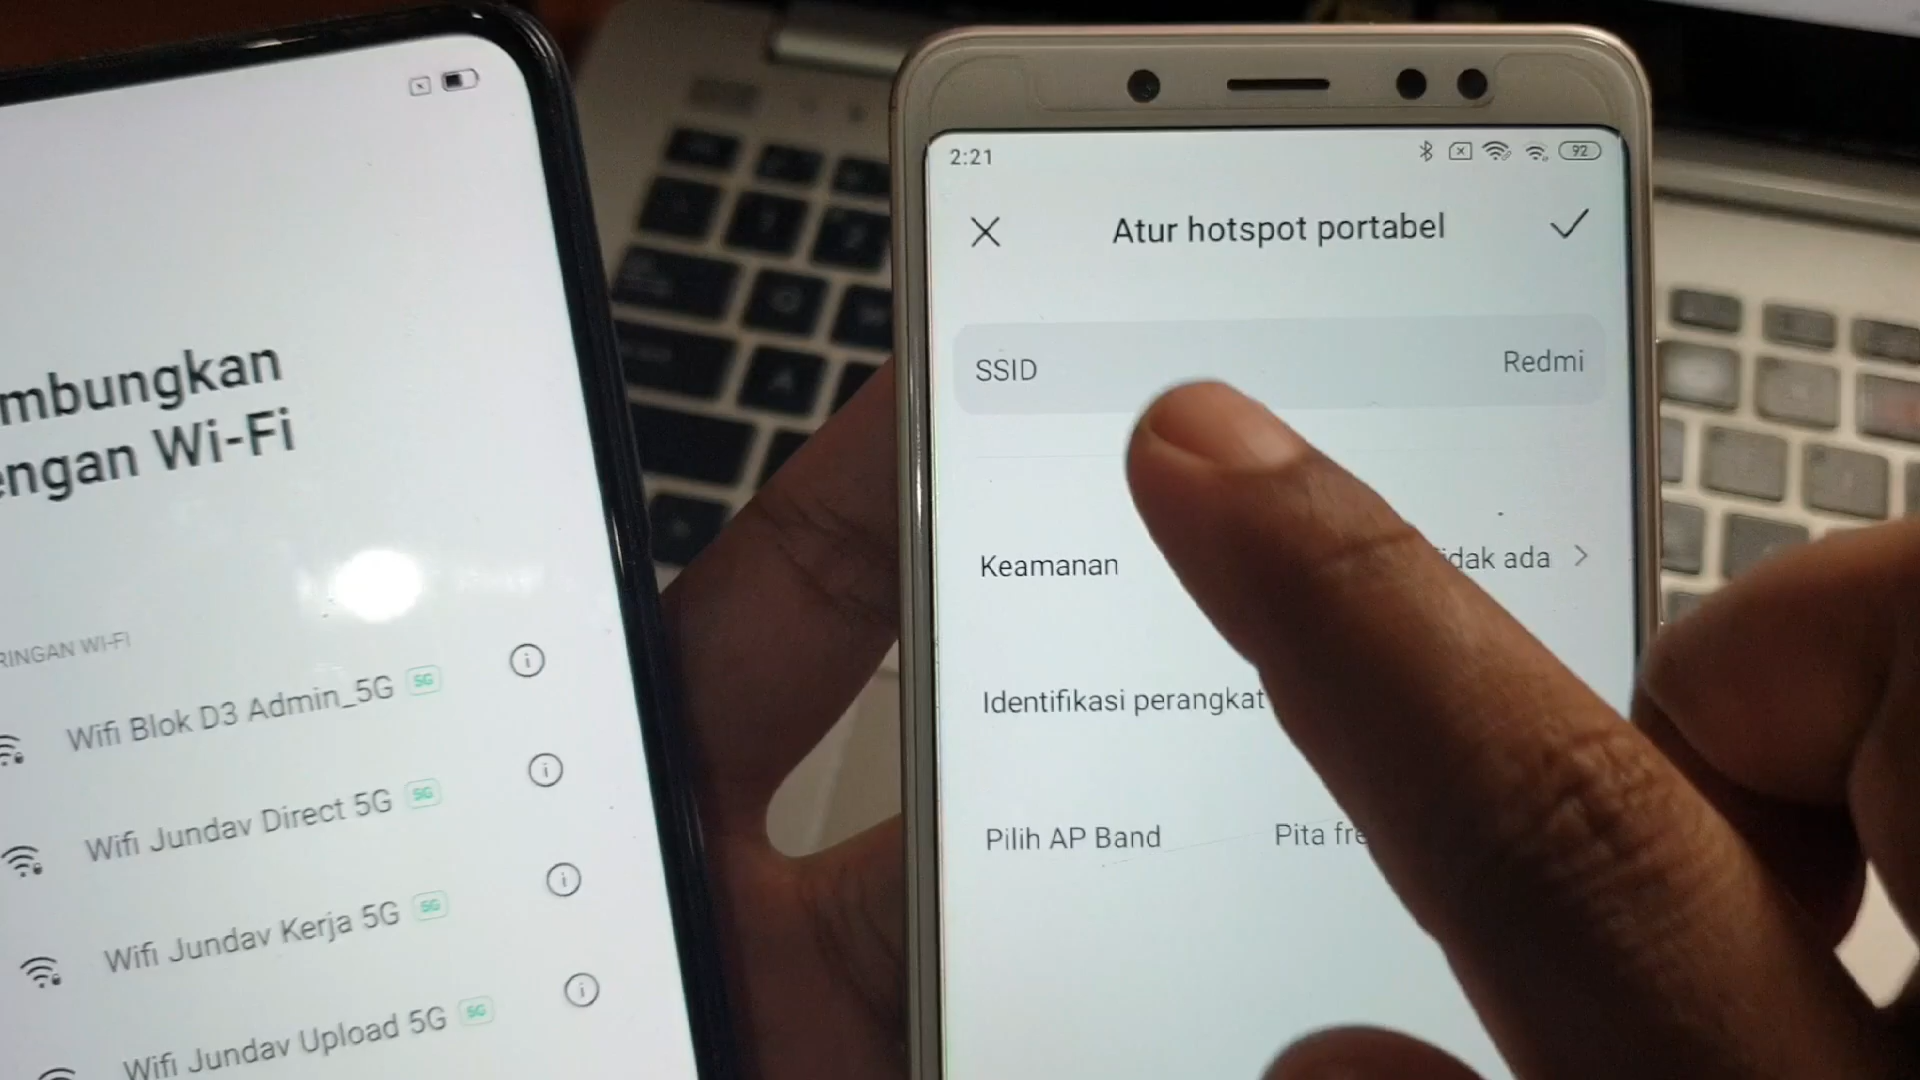 mbungkan
engan Wi-Fi
RINGAN WI-FI
Wifi Blok D3 Admin_5G 5G
Wifi Jundav Direct 5G 5G
Wifi Jundav Kerja 5G 5G
Wifi Jundav Upload 5G 5G
2:21
92
Atur hotspot portabel
SSID Redmi
Keamanan idak ada
Identifikasi perangkat
Pilih AP Band Pita fre